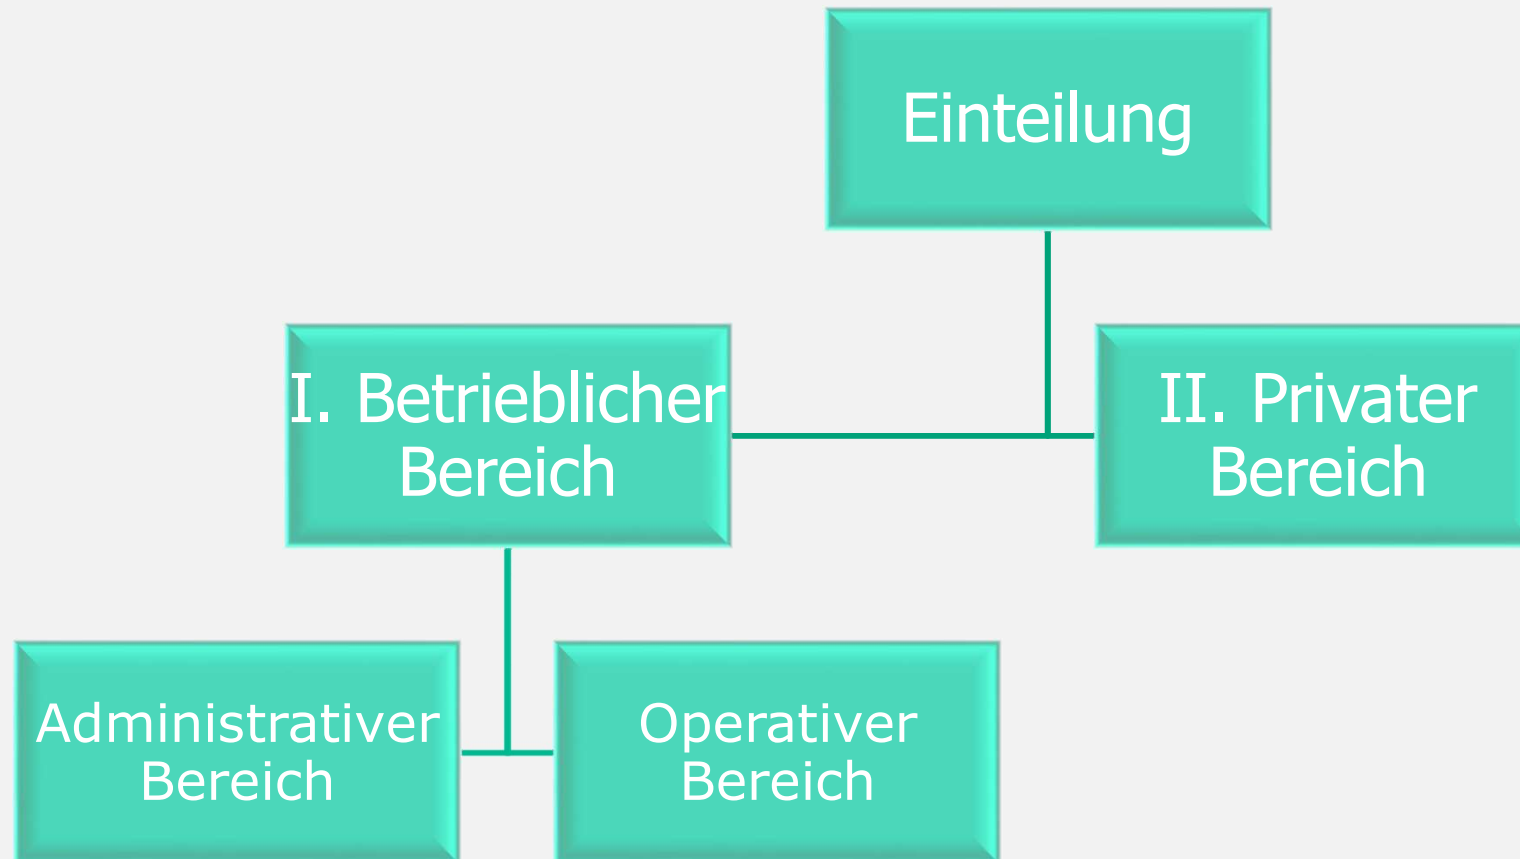 Einteilung
I. Betrieblicher
Bereich
II. Privater
Bereich
Administrativer
Bereich
Operativer
Bereich